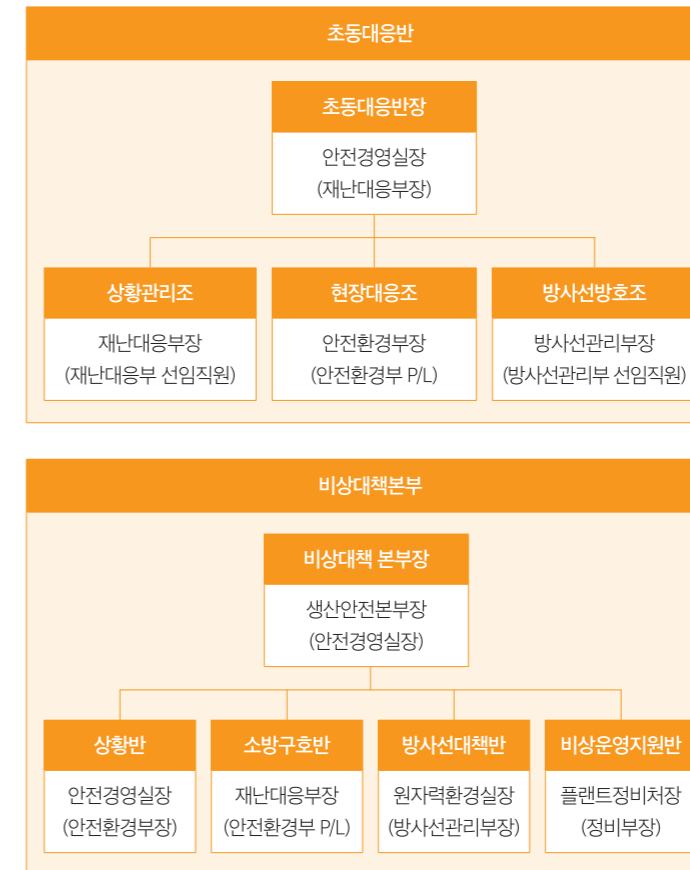 초동대응반
초동대응반장
안전경영실장
(재난대응부장)
상황관리조
재난대응부장
(재난대응부 선임직원)
현장대응조
안전환경부장
(안전환경부 P/L)
방사선방호조
방사선관리부장
(방사선관리부 선임직원)
비상대책본부
비상대책 본부장
생산안전본부장
(안전경영실장)
상황반
안전경영실장
(안전환경부장)
소방구호반
재난대응부장
(안전환경부 P/L)
방사선대책반
원자력환경실장
(방사선관리부장)
비상운영지원반
플랜트정비처장
(정비부장)